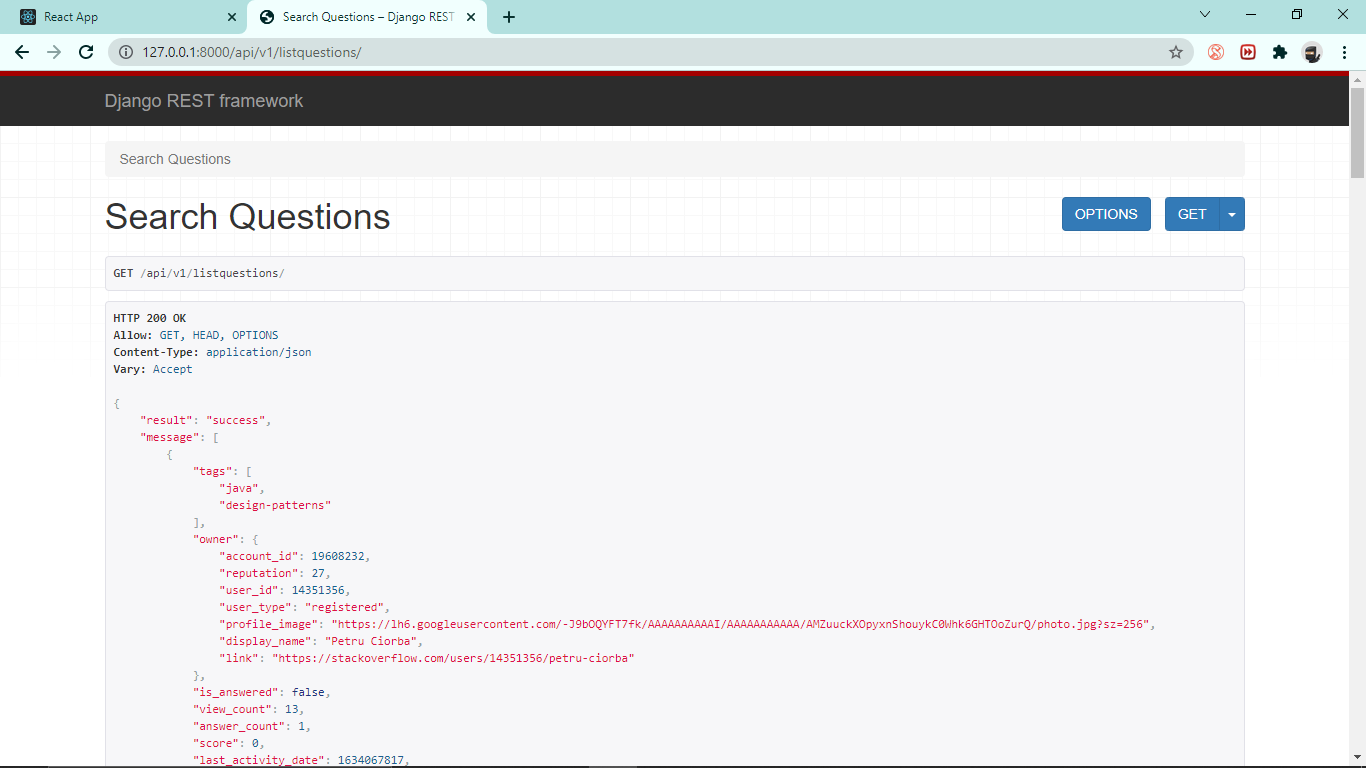 React App
Search Questions – Django REST
127.0.0.1:8000/api/v1/listquestions/
Django REST framework
Search Questions
Search Questions
OPTIONS
GET
GET /api/v1/listquestions/
HTTP 200 OK
Allow: GET, HEAD, OPTIONS
Content-Type: application/json
Vary: Accept
{
"result": "success",
"message": [
{
"tags": [
"java",
"design-patterns"
],
"owner": {
"account_id": 19608232,
"reputation": 27,
"user_id": 14351356,
"user_type": "registered",
"profile_image": "https://lh6.googleusercontent.com/-J9bOQYFT7fk/AAAAAAAAAAI/AAAAAAAAAAA/AMZuuckXOpyxnShouykC0Whk6GHTOoZurQ/photo.jpg?sz=256",
"display_name": "Petru Ciorba",
"link": "https://stackoverflow.com/users/14351356/petru-ciorba"
},
"is_answered": false,
"view_count": 13,
"answer_count": 1,
"score": 0,
"last_activity_date": 1634067817,